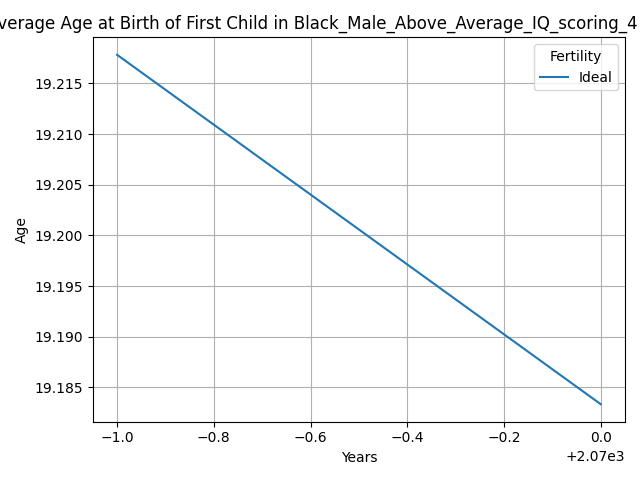 verage Age at Birth of First Child in Black_Male_Above_Average_IQ_scoring_4
Fertility
Ideal
19.215
19.210
19.205
19.200
19.195
19.190
19.185
Age
−1.0 −0.8 −0.6 −0.4 −0.2 0.0
Years
+2.07e3